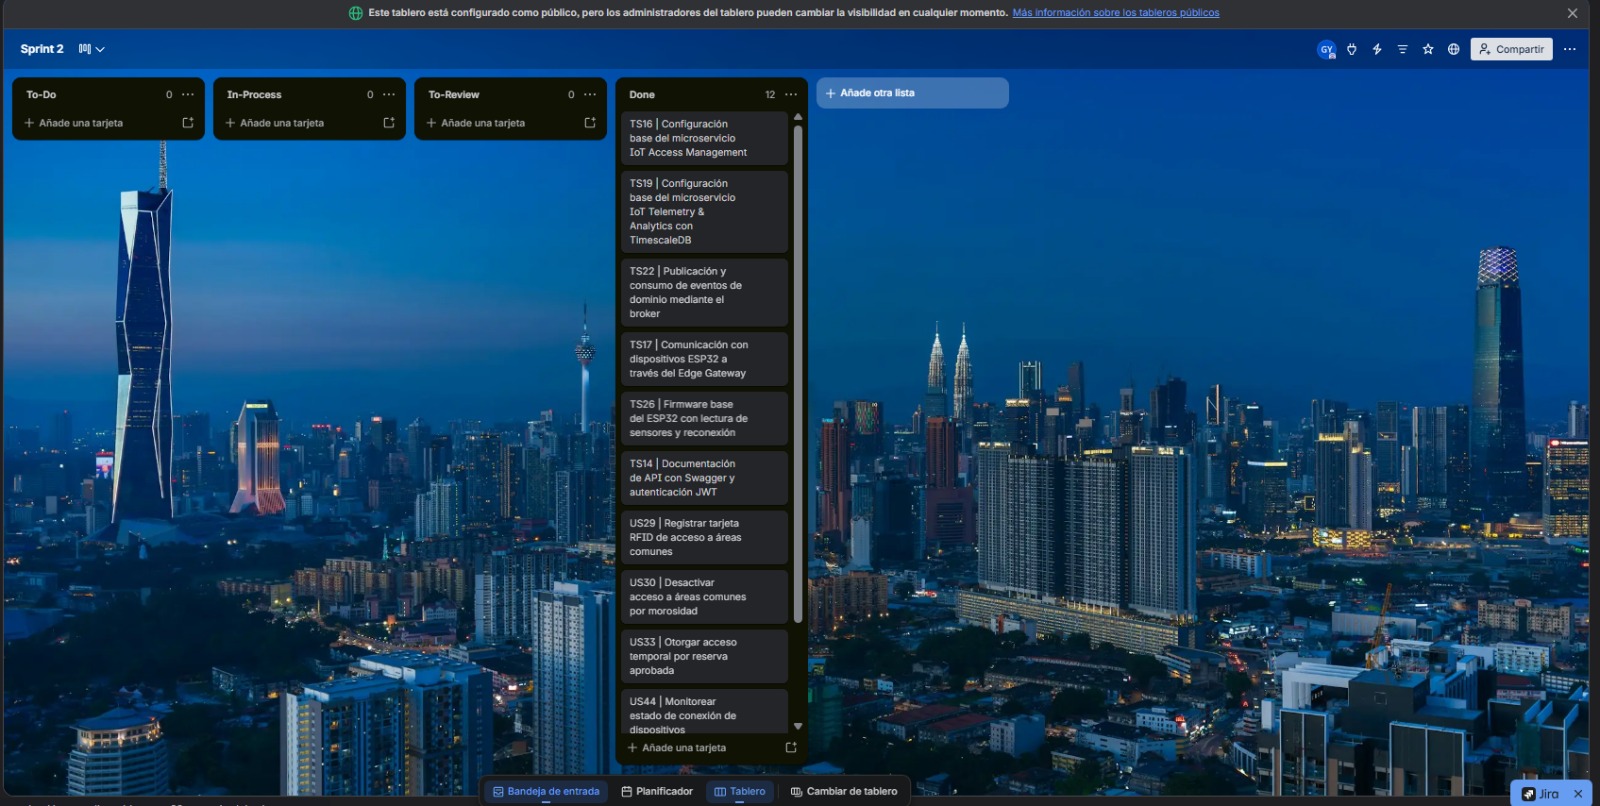 Este tablero está configurado como público, pero los administradores del tablero pueden cambiar la visibilidad en cualquier momento. Más información sobre los tableros públicos
Sprint 2
GY
Compartir
To-Do 0
Añade una tarjeta
In-Process 0
Añade una tarjeta
To-Review 0
Añade una tarjeta
Done 12
TS16 | Configuración
base del microservicio
IoT Access Management
TS19 | Configuración
base del microservicio
IoT Telemetry &
Analytics con
TimescaleDB
TS22 | Publicación y
consumo de eventos de
dominio mediante el
broker
TS17 | Comunicación con
dispositivos ESP32 a
través del Edge Gateway
TS26 | Firmware base
del ESP32 con lectura de
sensores y reconexión
TS14 | Documentación
de API con Swagger y
autenticación JWT
US29 | Registrar tarjeta
RFID de acceso a áreas
comunes
US30 | Desactivar
acceso a áreas comunes
por morosidad
US33 | Otorgar acceso
temporal por reserva
aprobada
US44 | Monitorear
estado de conexión de
dispositivos
Añade una tarjeta
Añade otra lista
Bandeja de entrada
Planificador
Tablero
Cambiar de tablero
Jira